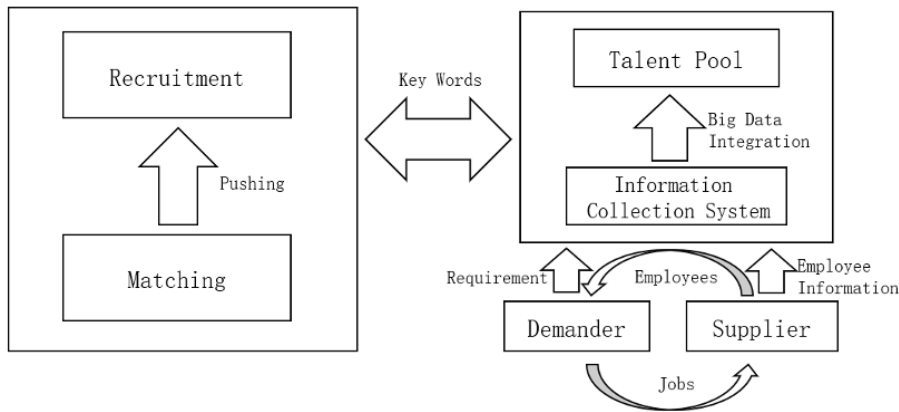 Recruitment
Pushing
Matching
Key Words
Talent Pool
Big Data
Integration
Information
Collection System
Requirement
Employees
Employee
Information
Demander
Supplier
Jobs